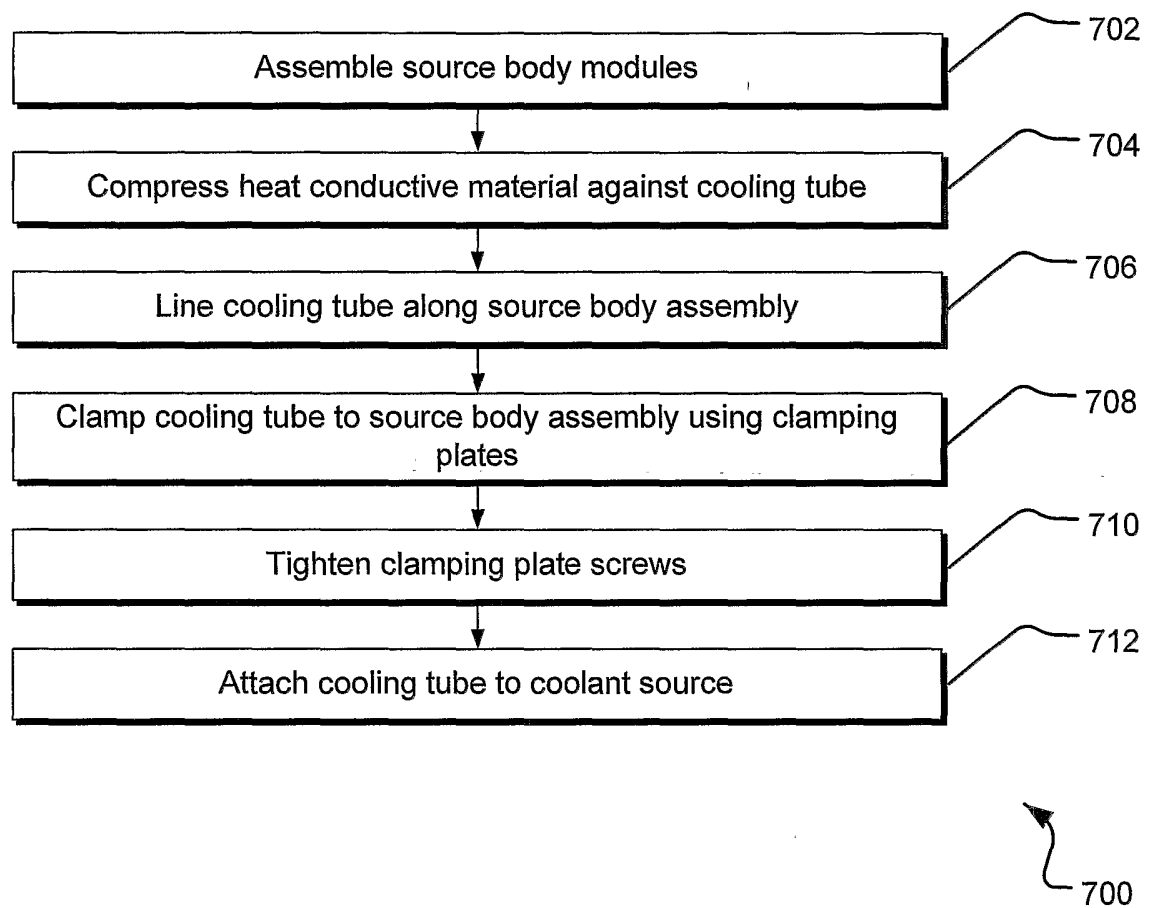 Assemble source body modules
702
Compress heat conductive material against cooling tube
704
Line cooling tube along source body assembly
706
Clamp cooling tube to source body assembly using clamping
plates
708
Tighten clamping plate screws
710
Attach cooling tube to coolant source
712
700